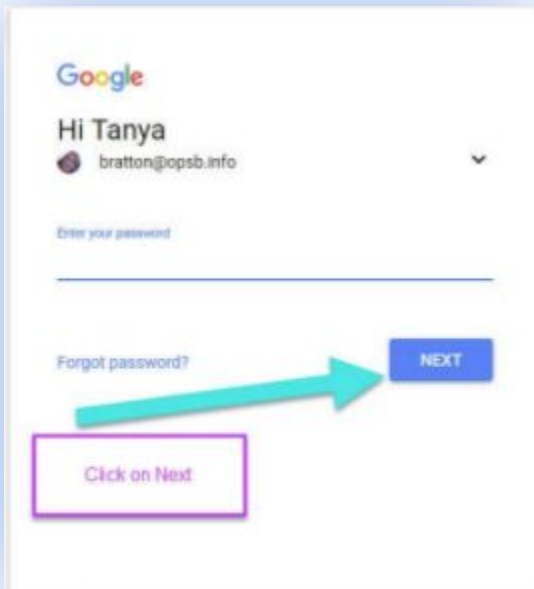 Google
Hi Tanya
bratton@opsb.info
Enter your password
Forgot password?
NEXT
Click on Next